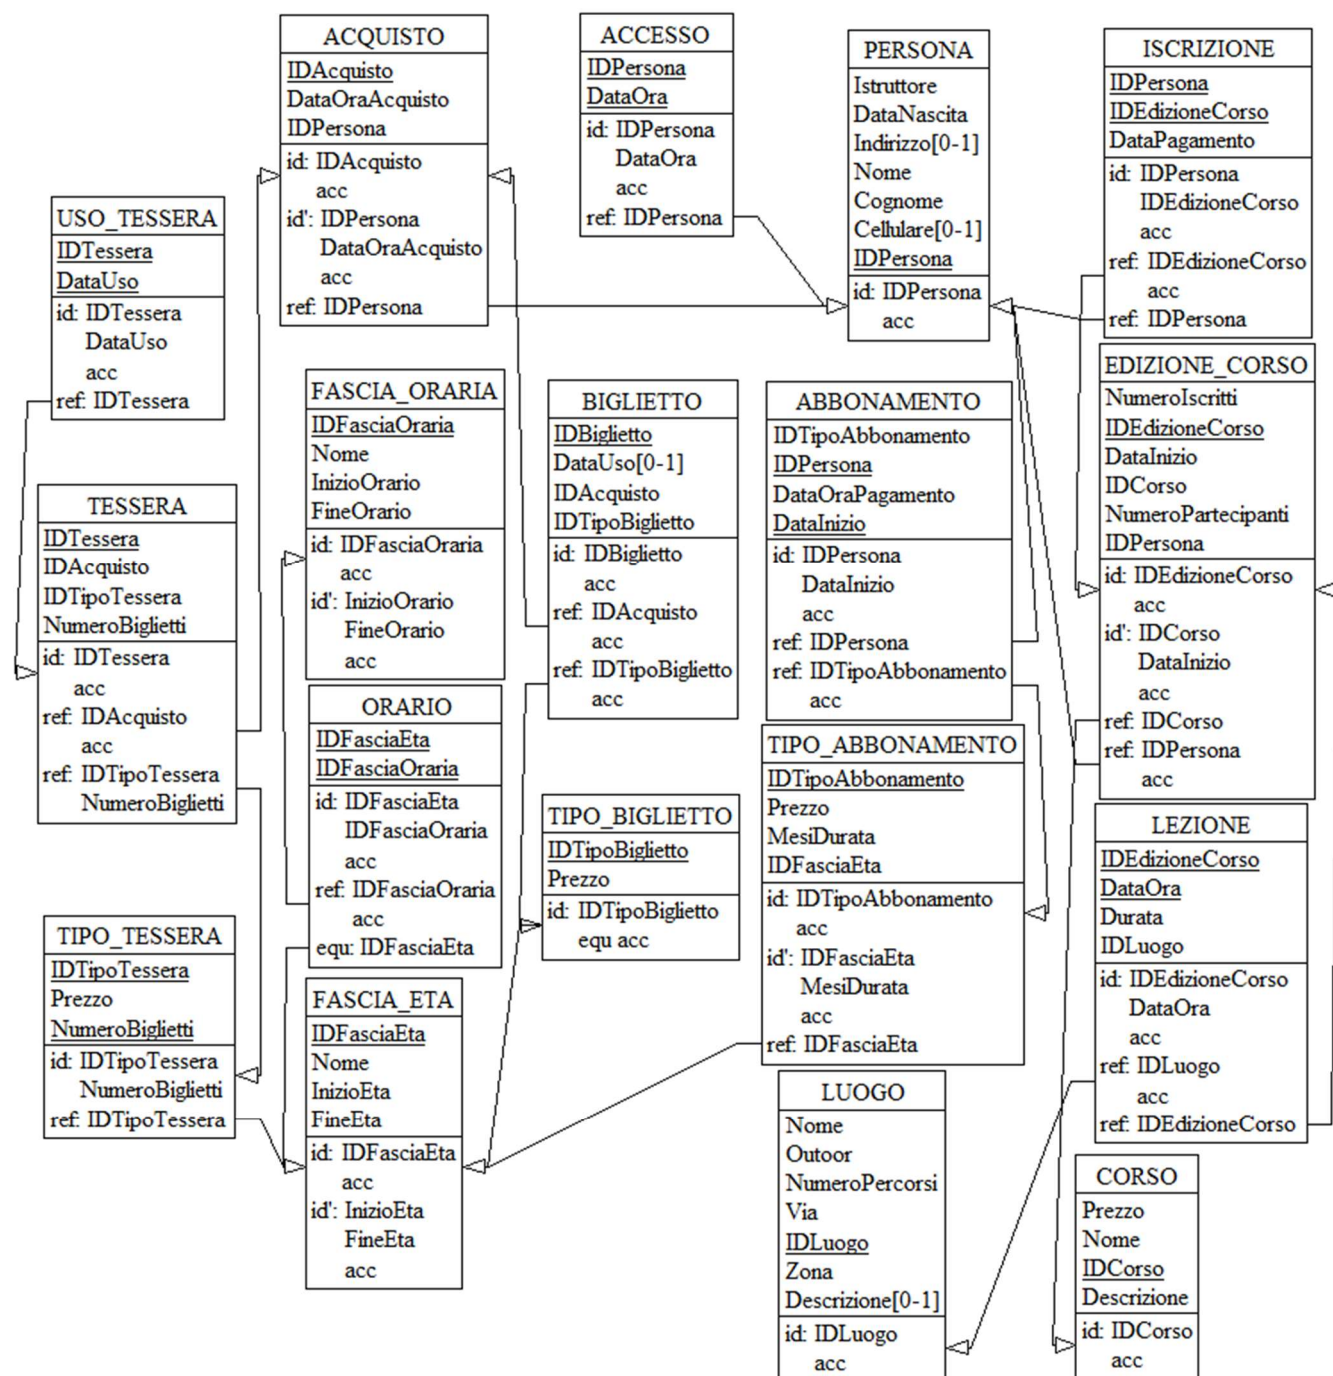 ACQUISTO
IDAcquisto
DataOraAcquisto
IDPersona
id: IDAcquisto
acc
id': IDPersona
DataOraAcquisto
acc
ref: IDPersona
ACCESSO
IDPersona
DataOra
id: IDPersona
DataOra
acc
ref: IDPersona
PERSONA
Istruttore
DataNascita
Indirizzo[0-1]
Nome
Cognome
Cellulare[0-1]
IDPersona
id: IDPersona
acc
ISCRIZIONE
IDPersona
IDEdizioneCorso
DataPagamento
id: IDPersona
IDEdizioneCorso
acc
ref: IDEdizioneCorso
acc
ref: IDPersona
USO_TESSERA
IDTessera
DataUso
id: IDTessera
DataUso
acc
ref: IDTessera
FASCIA_ORARIA
IDFasciaOraria
Nome
InizioOrario
FineOrario
id: IDFasciaOraria
acc
id': InizioOrario
FineOrario
acc
BIGLIETTO
IDBiglietto
DataUso[0-1]
IDAcquisto
IDTipoBiglietto
id: IDBiglietto
acc
ref: IDAcquisto
acc
ref: IDTipoBiglietto
acc
ABBONAMENTO
IDTipoAbbonamento
IDPersona
DataOraPagamento
DataInizio
id: IDPersona
DataInizio
acc
ref: IDPersona
ref: IDTipoAbbonamento
acc
EDIZIONE_CORSO
NumeroIscritti
IDEdizioneCorso
DataInizio
IDCorso
NumeroPartecipanti
IDPersona
id: IDEdizioneCorso
acc
id': IDCorso
DataInizio
acc
ref: IDCorso
ref: IDPersona
acc
TESSERA
IDTessera
IDAcquisto
IDTipoTessera
NumeroBiglietti
id: IDTessera
acc
ref: IDAcquisto
acc
ref: IDTipoTessera
NumeroBiglietti
ORARIO
IDFasciaEta
IDFasciaOraria
id: IDFasciaEta
IDFasciaOraria
acc
ref: IDFasciaOraria
acc
equ: IDFasciaEta
TIPO_BIGLIETTO
IDTipoBiglietto
Prezzo
id: IDTipoBiglietto
equ acc
TIPO_ABBONAMENTO
IDTipoAbbonamento
Prezzo
MesiDurata
IDFasciaEta
id: IDTipoAbbonamento
acc
id': IDFasciaEta
MesiDurata
acc
ref: IDFasciaEta
LEZIONE
IDEdizioneCorso
DataOra
Durata
IDLuogo
id: IDEdizioneCorso
DataOra
acc
ref: IDLuogo
acc
ref: IDEdizioneCorso
TIPO_TESSERA
IDTipoTessera
Prezzo
NumeroBiglietti
id: IDTipoTessera
NumeroBiglietti
ref: IDTipoTessera
FASCIA_ETA
IDFasciaEta
Nome
InizioEta
FineEta
id: IDFasciaEta
acc
id': InizioEta
FineEta
acc
LUOGO
Nome
Outoor
NumeroPercorsi
Via
IDLuogo
Zona
Descrizione[0-1]
id: IDLuogo
acc
CORSO
Prezzo
Nome
IDCorso
Descrizione
id: IDCorso
acc